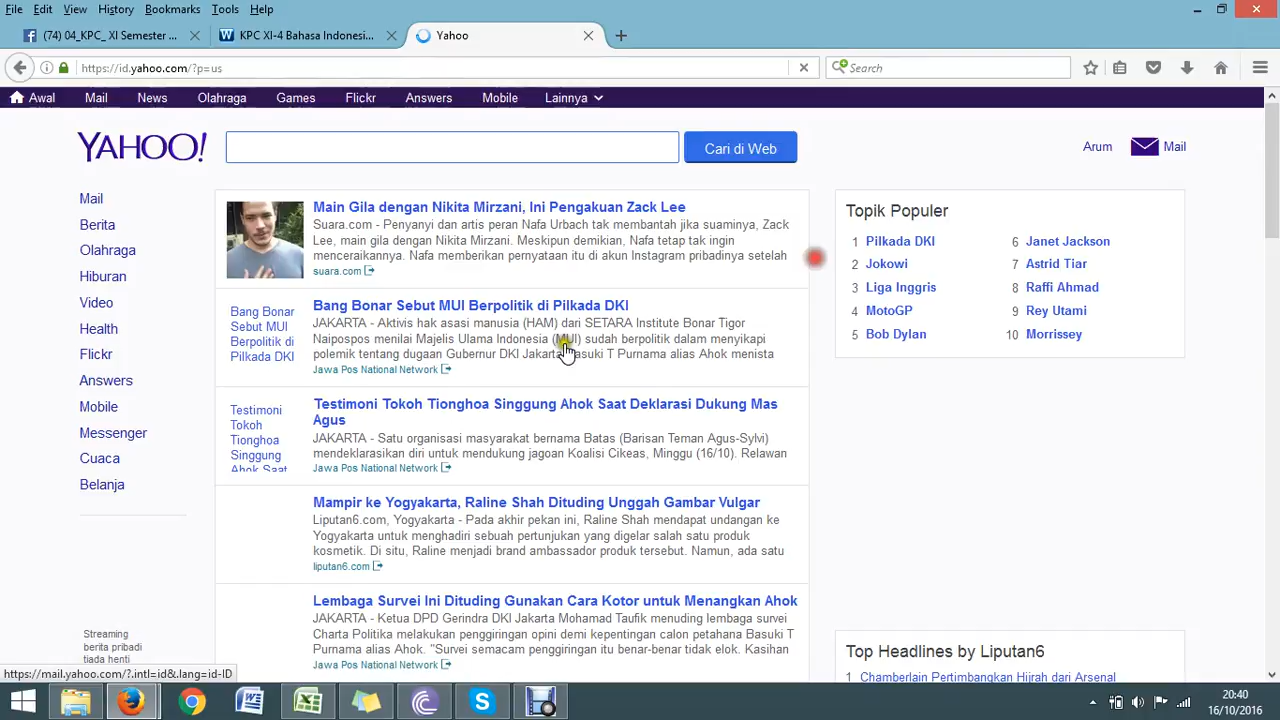 File Edit View History Bookmarks Tools Help
(74) 04_KPC_ XI Semester ...
KPC XI-4 Bahasa Indonesi...
Yahoo
https://id.yahoo.com/?p=us
Search
Awal Mail News Olahraga Games Flickr Answers Mobile Lainnya
YAHOO!
Cari di Web
Arum
Mail
Mail
Berita
Olahraga
Hiburan
Video
Health
Flickr
Answers
Mobile
Messenger
Cuaca
Belanja
Streaming
berita pribadi
tiada henti
Main Gila dengan Nikita Mirzani, Ini Pengakuan Zack Lee
Suara.com - Penyanyi dan artis peran Nafa Urbach tak membantah jika suaminya, Zack
Lee, main gila dengan Nikita Mirzani. Meskipun demikian, Nafa tetap tak ingin
menceraikannya. Nafa memberikan pernyataan itu di akun Instagram pribadinya setelah
suara.com
Bang Bonar
Sebut MUI
Berpolitik di
Pilkada DKI
Bang Bonar Sebut MUI Berpolitik di Pilkada DKI
JAKARTA - Aktivis hak asasi manusia (HAM) dari SETARA Institute Bonar Tigor
Naipospos menilai Majelis Ulama Indonesia (MUI) sudah berpolitik dalam menyikapi
polemik tentang dugaan Gubernur DKI Jakarta Basuki T Purnama alias Ahok menista
Jawa Pos National Network
Testimoni
Tokoh
Tionghoa
Singgung
Ahok Saat
Testimoni Tokoh Tionghoa Singgung Ahok Saat Deklarasi Dukung Mas
Agus
JAKARTA - Satu organisasi masyarakat bernama Batas (Barisan Teman Agus-Sylvi)
mendeklarasikan diri untuk mendukung jagoan Koalisi Cikeas, Minggu (16/10). Relawan
Jawa Pos National Network
Mampir ke Yogyakarta, Raline Shah Dituding Unggah Gambar Vulgar
Liputan6.com, Yogyakarta - Pada akhir pekan ini, Raline Shah mendapat undangan ke
Yogyakarta untuk menghadiri sebuah pertunjukan yang digelar salah satu produk
kosmetik. Di situ, Raline menjadi brand ambassador produk tersebut. Namun, ada satu
liputan6.com
Lembaga Survei Ini Dituding Gunakan Cara Kotor untuk Menangkan Ahok
JAKARTA - Ketua DPD Gerindra DKI Jakarta Mohamad Taufik menuding lembaga survei
Charta Politika melakukan penggiringan opini demi kepentingan calon petahana Basuki T
Purnama alias Ahok. "Survei semacam penggiringan itu benar-benar tidak elok. Kasihan
Jawa Pos National Network
Topik Populer
1 Pilkada DKI
2 Jokowi
3 Liga Inggris
4 MotoGP
5 Bob Dylan
6 Janet Jackson
7 Astrid Tiar
8 Raffi Ahmad
9 Rey Utami
10 Morrissey
Top Headlines by Liputan6
1 Chamberlain Pertimbangkan Hijrah dari Arsenal
https://mail.yahoo.com/?.intl=id&.lang=id-ID
20:40
16/10/2016